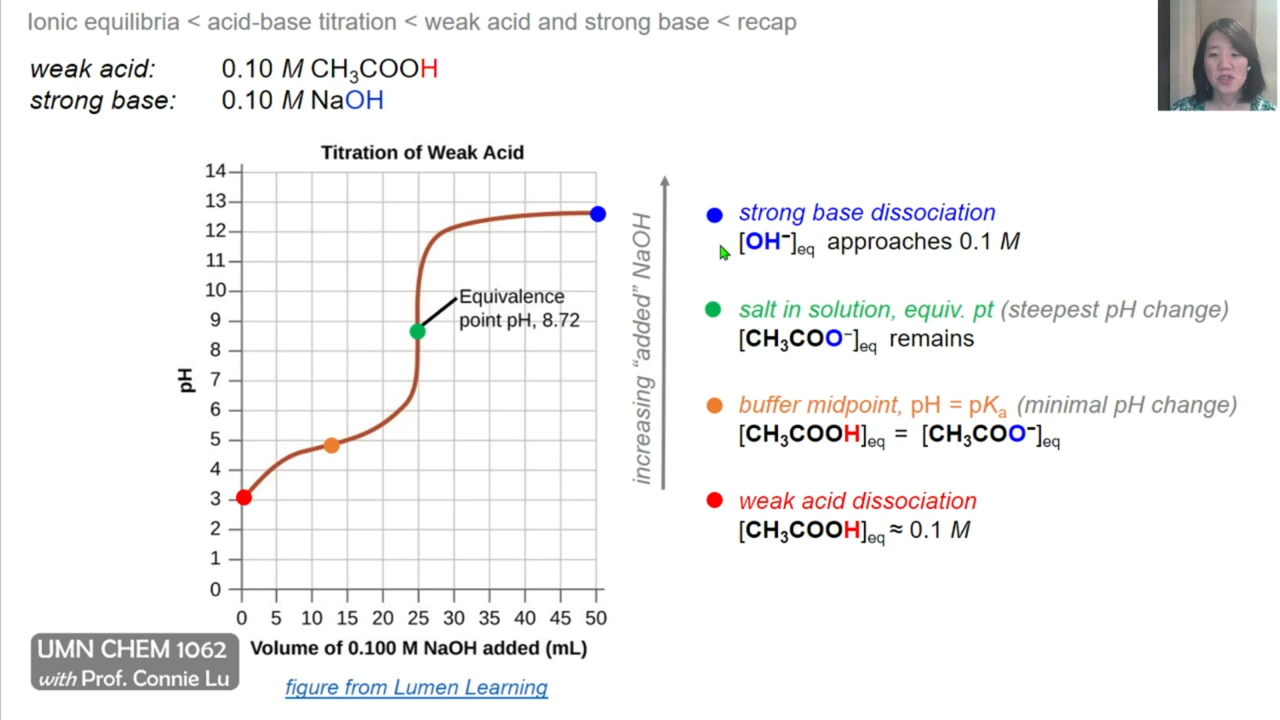 Ionic equilibria < acid-base titration < weak acid and strong base < recap
weak acid: 0.10 M CH₃COOH
strong base: 0.10 M NaOH
Titration of Weak Acid
14
13
12
11
10
9
8
7
6
5
4
3
2
1
0
pH
Equivalence
point pH, 8.72
0 5 10 15 20 25 30 35 40 45 50
Volume of 0.100 M NaOH added (mL)
figure from Lumen Learning
UMN CHEM 1062
with Prof. Connie Lu
increasing "added" NaOH
strong base dissociation
[OH⁻]eq approaches 0.1 M
salt in solution, equiv. pt (steepest pH change)
[CH₃COO⁻]eq remains
buffer midpoint, pH = pKₐ (minimal pH change)
[CH₃COOH]eq = [CH₃COO⁻]eq
weak acid dissociation
[CH₃COOH]eq ≈ 0.1 M